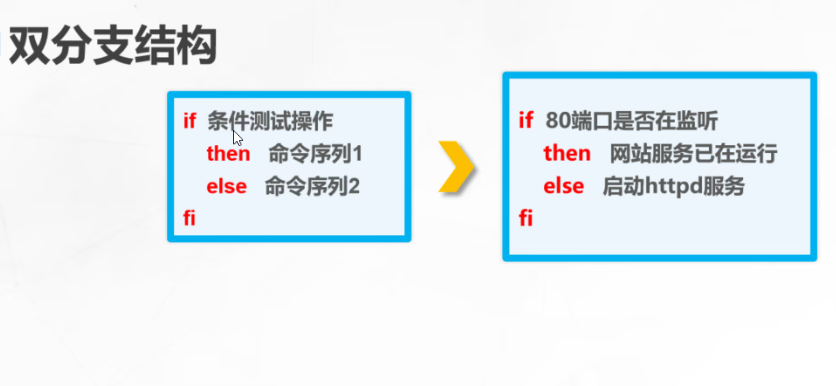 双分支结构
if 条件测试操作
then 命令序列1
else 命令序列2
fi
if 80端口是否在监听
then 网站服务已在运行
else 启动httpd服务
fi